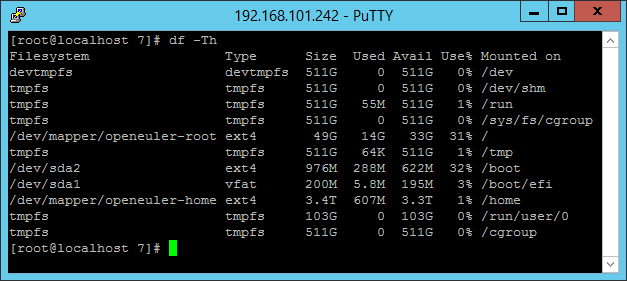 192.168.101.242 - PuTTY
[root@localhost 7]# df -Th
Filesystem Type Size Used Avail Use% Mounted on
devtmpfs devtmpfs 511G 0 511G 0% /dev
tmpfs tmpfs 511G 0 511G 0% /dev/shm
tmpfs tmpfs 511G 55M 511G 1% /run
tmpfs tmpfs 511G 0 511G 0% /sys/fs/cgroup
/dev/mapper/openeuler-root ext4 49G 14G 33G 31% /
tmpfs tmpfs 511G 64K 511G 1% /tmp
/dev/sda2 ext4 976M 288M 622M 32% /boot
/dev/sda1 vfat 200M 5.8M 195M 3% /boot/efi
/dev/mapper/openeuler-home ext4 3.4T 607M 3.3T 1% /home
tmpfs tmpfs 103G 0 103G 0% /run/user/0
tmpfs tmpfs 511G 0 511G 0% /cgroup
[root@localhost 7]#